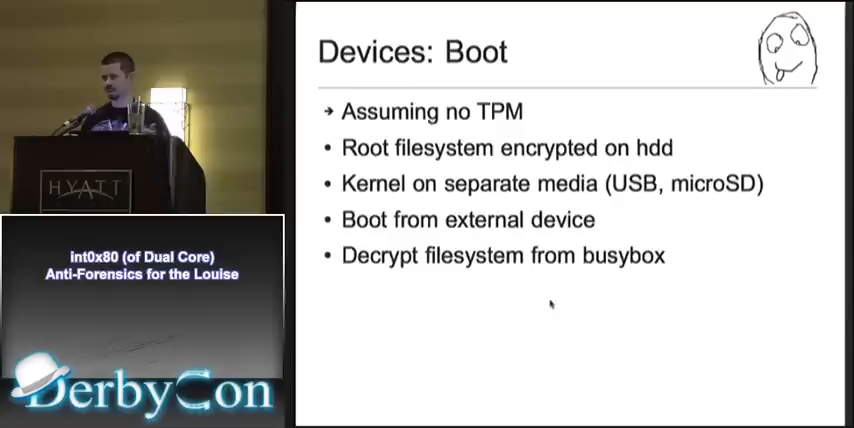 Devices: Boot
Assuming no TPM
Root filesystem encrypted on hdd
Kernel on separate media (USB, microSD)
Boot from external device
Decrypt filesystem from busybox
HYATT
int0x80 (of Dual Core)
Anti-Forensics for the Louise
DerbyCon